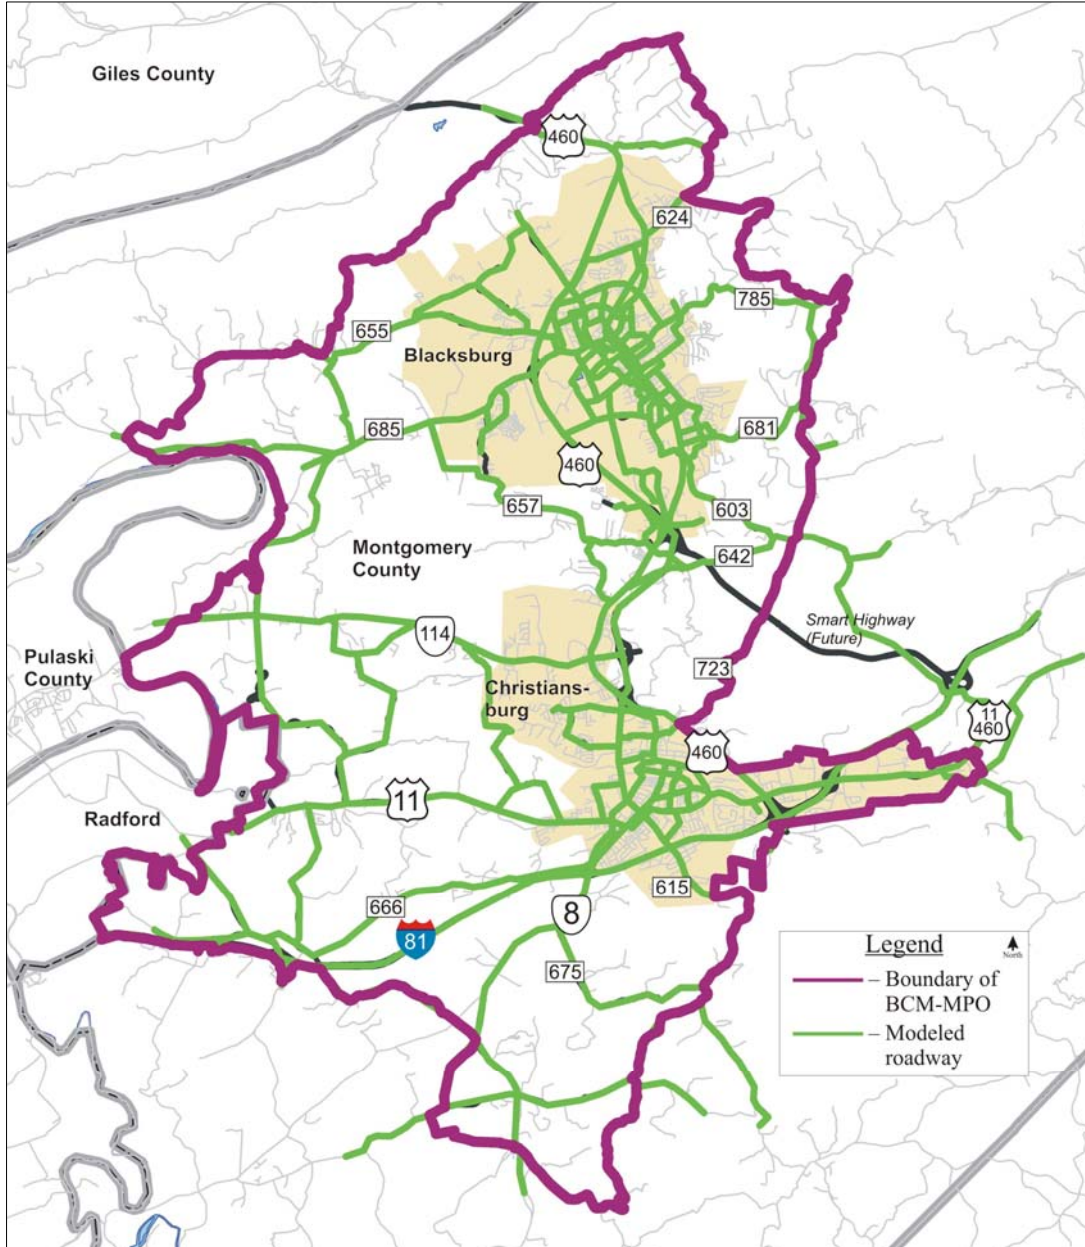 Giles County
460
624
785
655
Blacksburg
685
681
460
657
603
642
Montgomery
County
Smart Highway
(Future)
114
Pulaski
County
723
Christians-
burg
11
460
460
11
Radford
615
666
8
81
675
Legend
North
– Boundary of
BCM-MPO
– Modeled
roadway